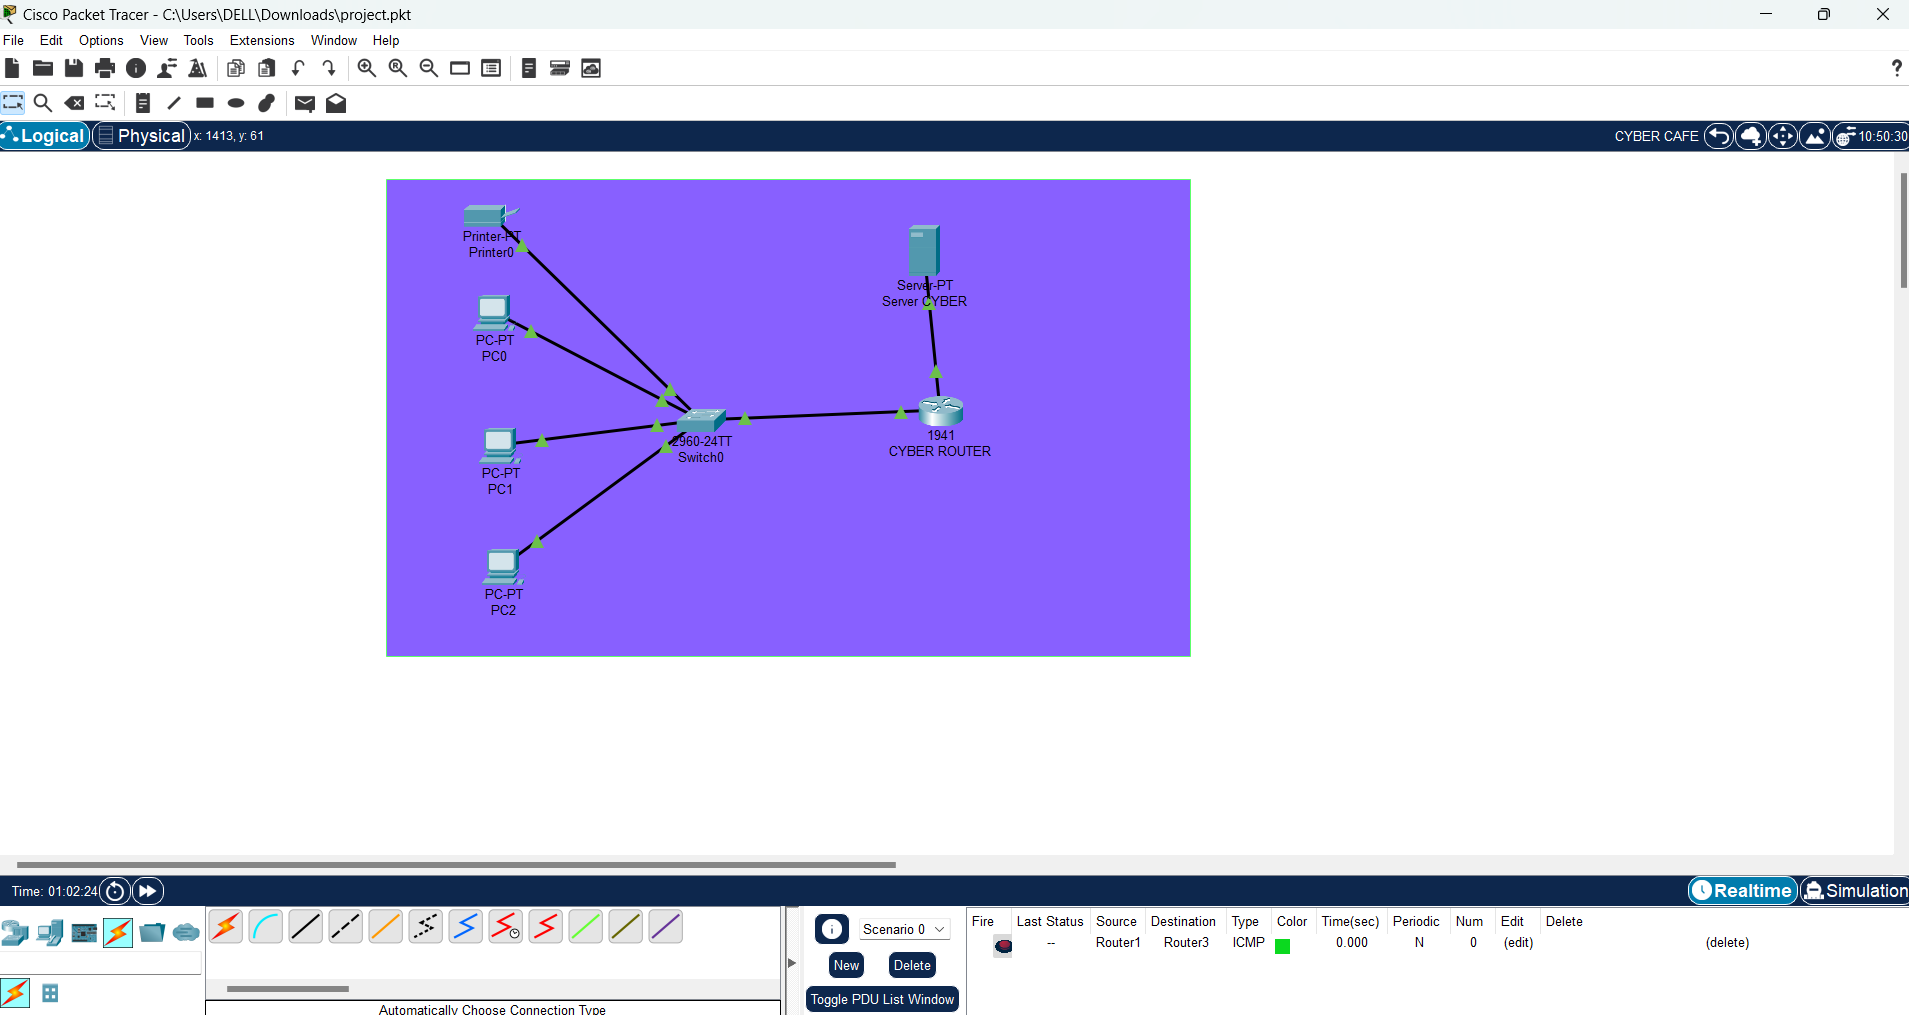 Cisco Packet Tracer - C:\Users\DELL\Downloads\project.pkt
File Edit Options View Tools Extensions Window Help
?
Logical Physical x: 1413, y: 61 CYBER CAFE 10:50:30
Printer-PT
Printer0
Server-PT
Server CYBER
PC-PT
PC0
1941
CYBER ROUTER
2960-24TT
Switch0
PC-PT
PC1
PC-PT
PC2
Time: 01:02:24 Realtime Simulation
Scenario 0
New Delete
Toggle PDU List Window
Fire Last Status Source Destination Type Color Time(sec) Periodic Num Edit Delete
-- Router1 Router3 ICMP 0.000 N 0 (edit) (delete)
Automatically Choose Connection Type